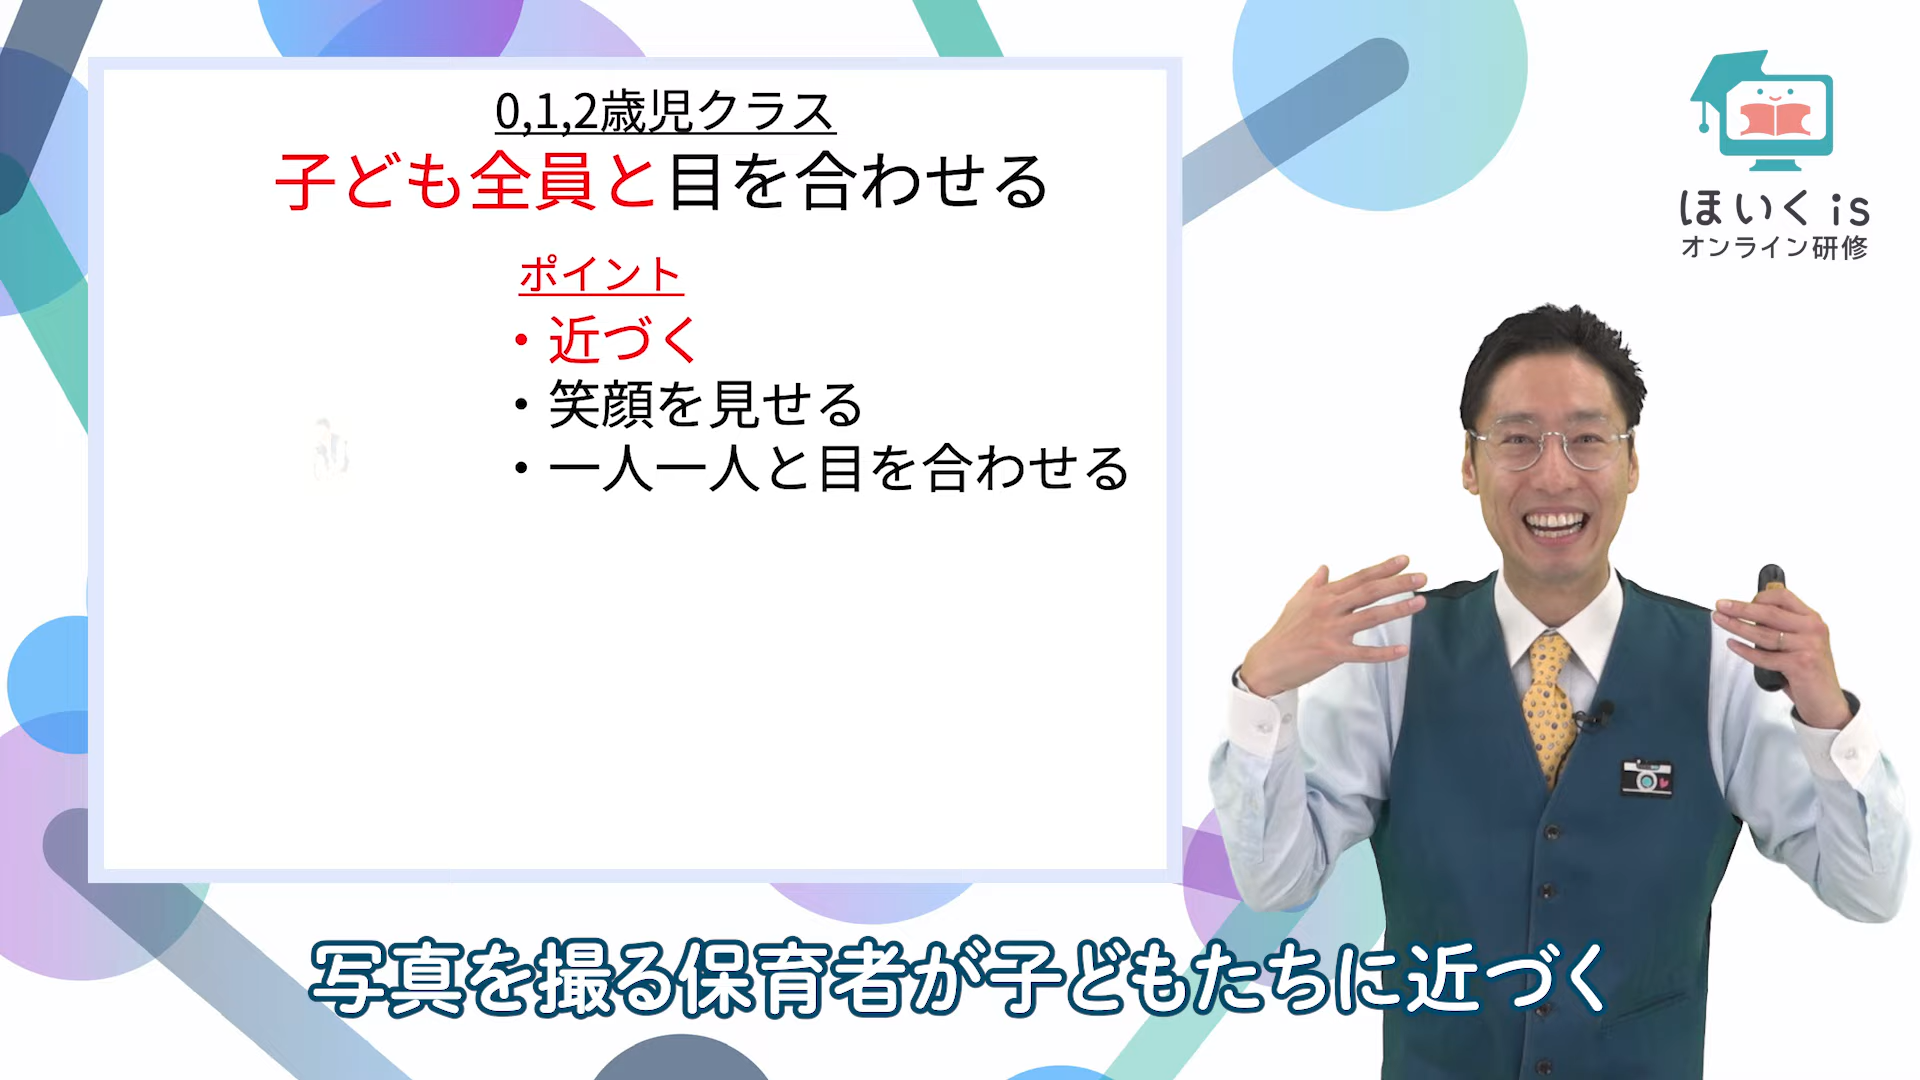 0,1,2歳児クラス
子ども全員と目を合わせる
ポイント
・近づく
・笑顔を見せる
・一人一人と目を合わせる
ほいくis
オンライン研修
写真を撮る保育者が子どもたちに近づく